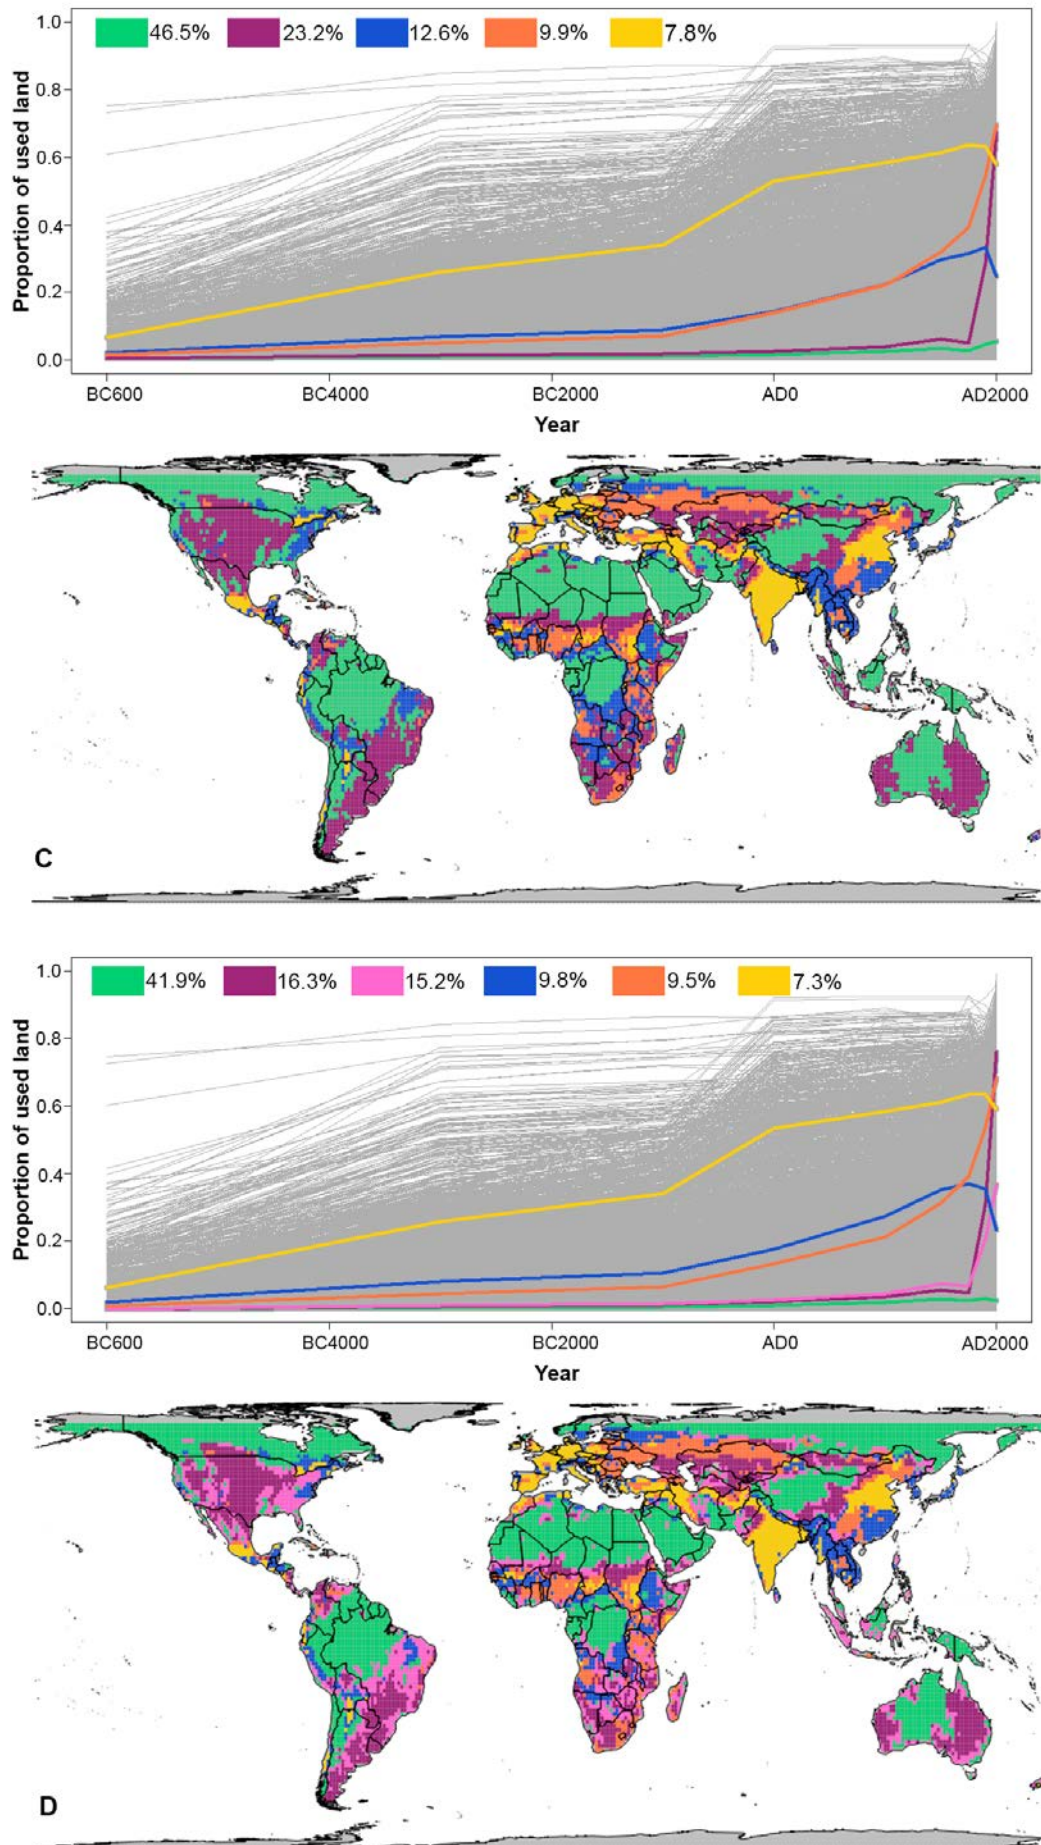 46.5% 23.2% 12.6% 9.9% 7.8%
Proportion of used land
1.0
0.8
0.6
0.4
0.2
0.0
BC600 BC4000 BC2000 AD0 AD2000
Year
C
41.9% 16.3% 15.2% 9.8% 9.5% 7.3%
Proportion of used land
1.0
0.8
0.6
0.4
0.2
0.0
BC600 BC4000 BC2000 AD0 AD2000
Year
D